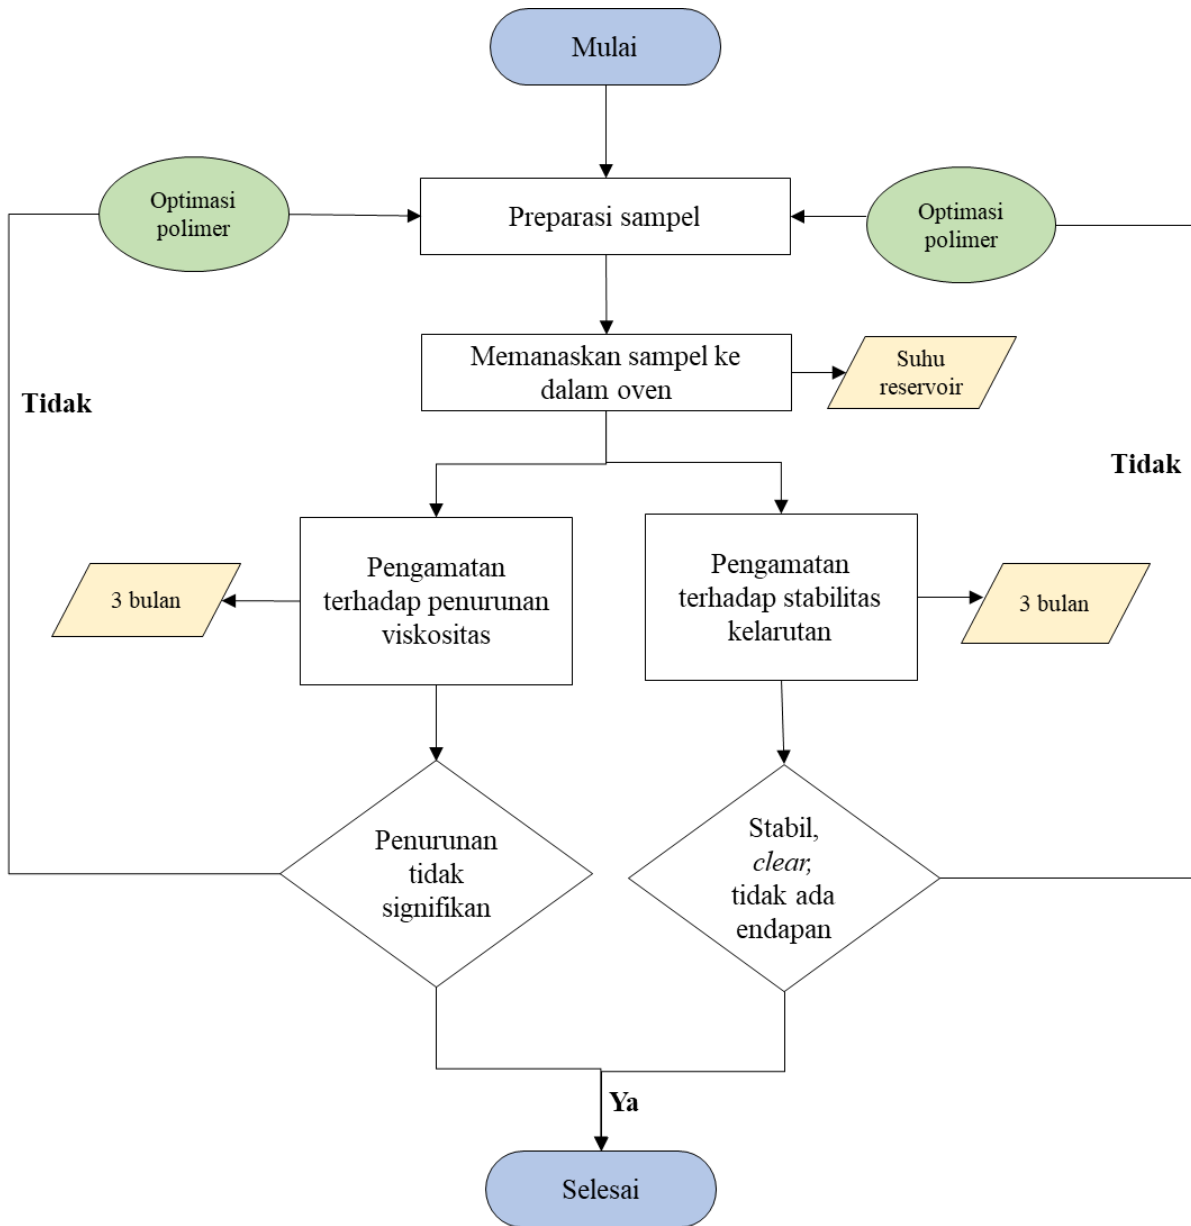 Mulai
Optimasi
polimer
Preparasi sampel
Optimasi
polimer
Memanaskan sampel ke
dalam oven
Suhu
reservoir
Tidak
Tidak
Pengamatan
terhadap penurunan
viskositas
3 bulan
Pengamatan
terhadap stabilitas
kelarutan
3 bulan
Penurunan
tidak
signifikan
Stabil,
clear,
tidak ada
endapan
Ya
Selesai